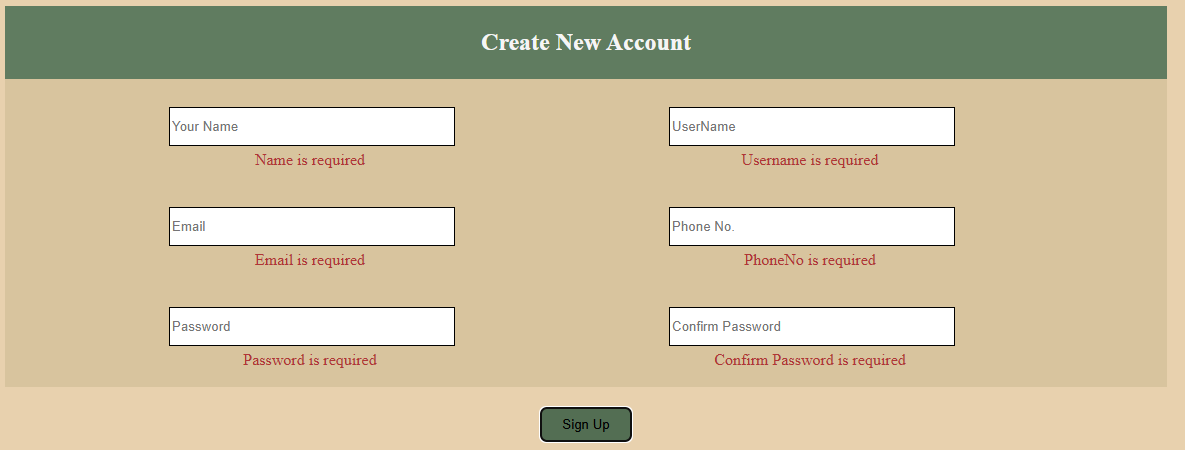 Create New Account
Your Name
UserName
Name is required
Username is required
Email
Phone No.
Email is required
PhoneNo is required
Password
Confirm Password
Password is required
Confirm Password is required
Sign Up